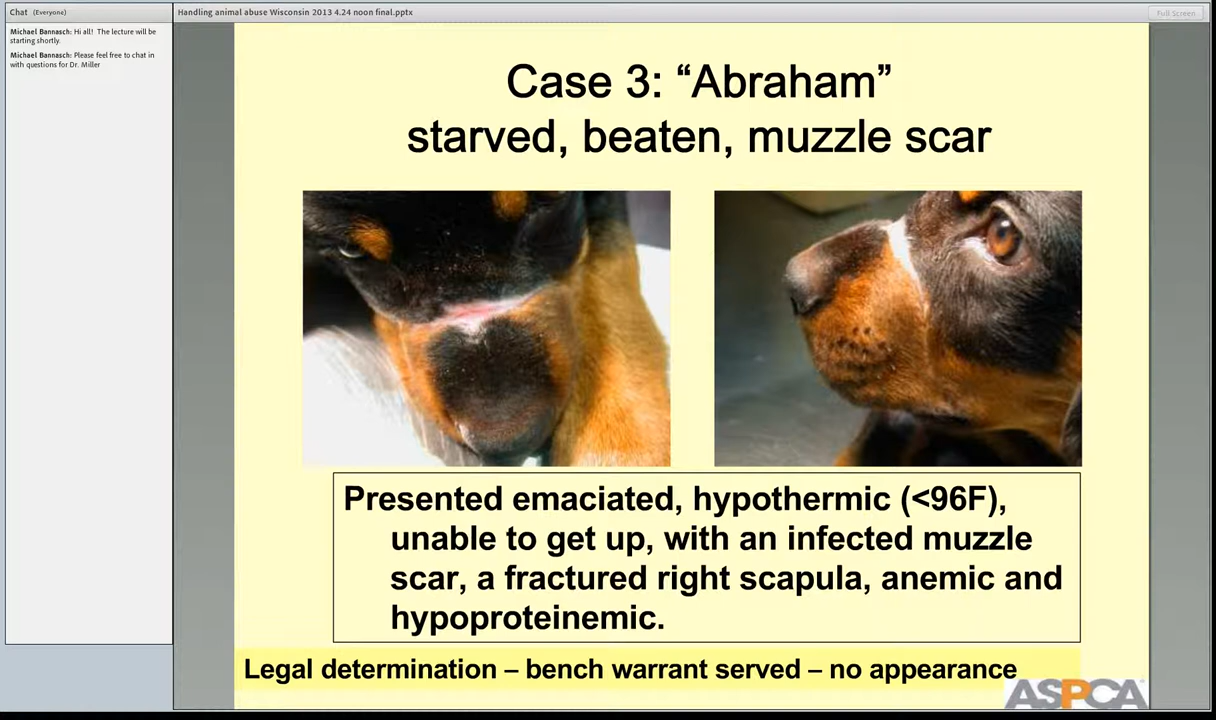 Chat (Everyone)
Handling animal abuse Wisconsin 2013 4.24 noon final.pptx
Full Screen
Michael Bannasch: Hi all! The lecture will be
starting shortly.
Michael Bannasch: Please feel free to chat in
with questions for Dr. Miller
Case 3: “Abraham”
starved, beaten, muzzle scar
Presented emaciated, hypothermic (<96F),
unable to get up, with an infected muzzle
scar, a fractured right scapula, anemic and
hypoproteinemic.
Legal determination – bench warrant served – no appearance
ASPCA